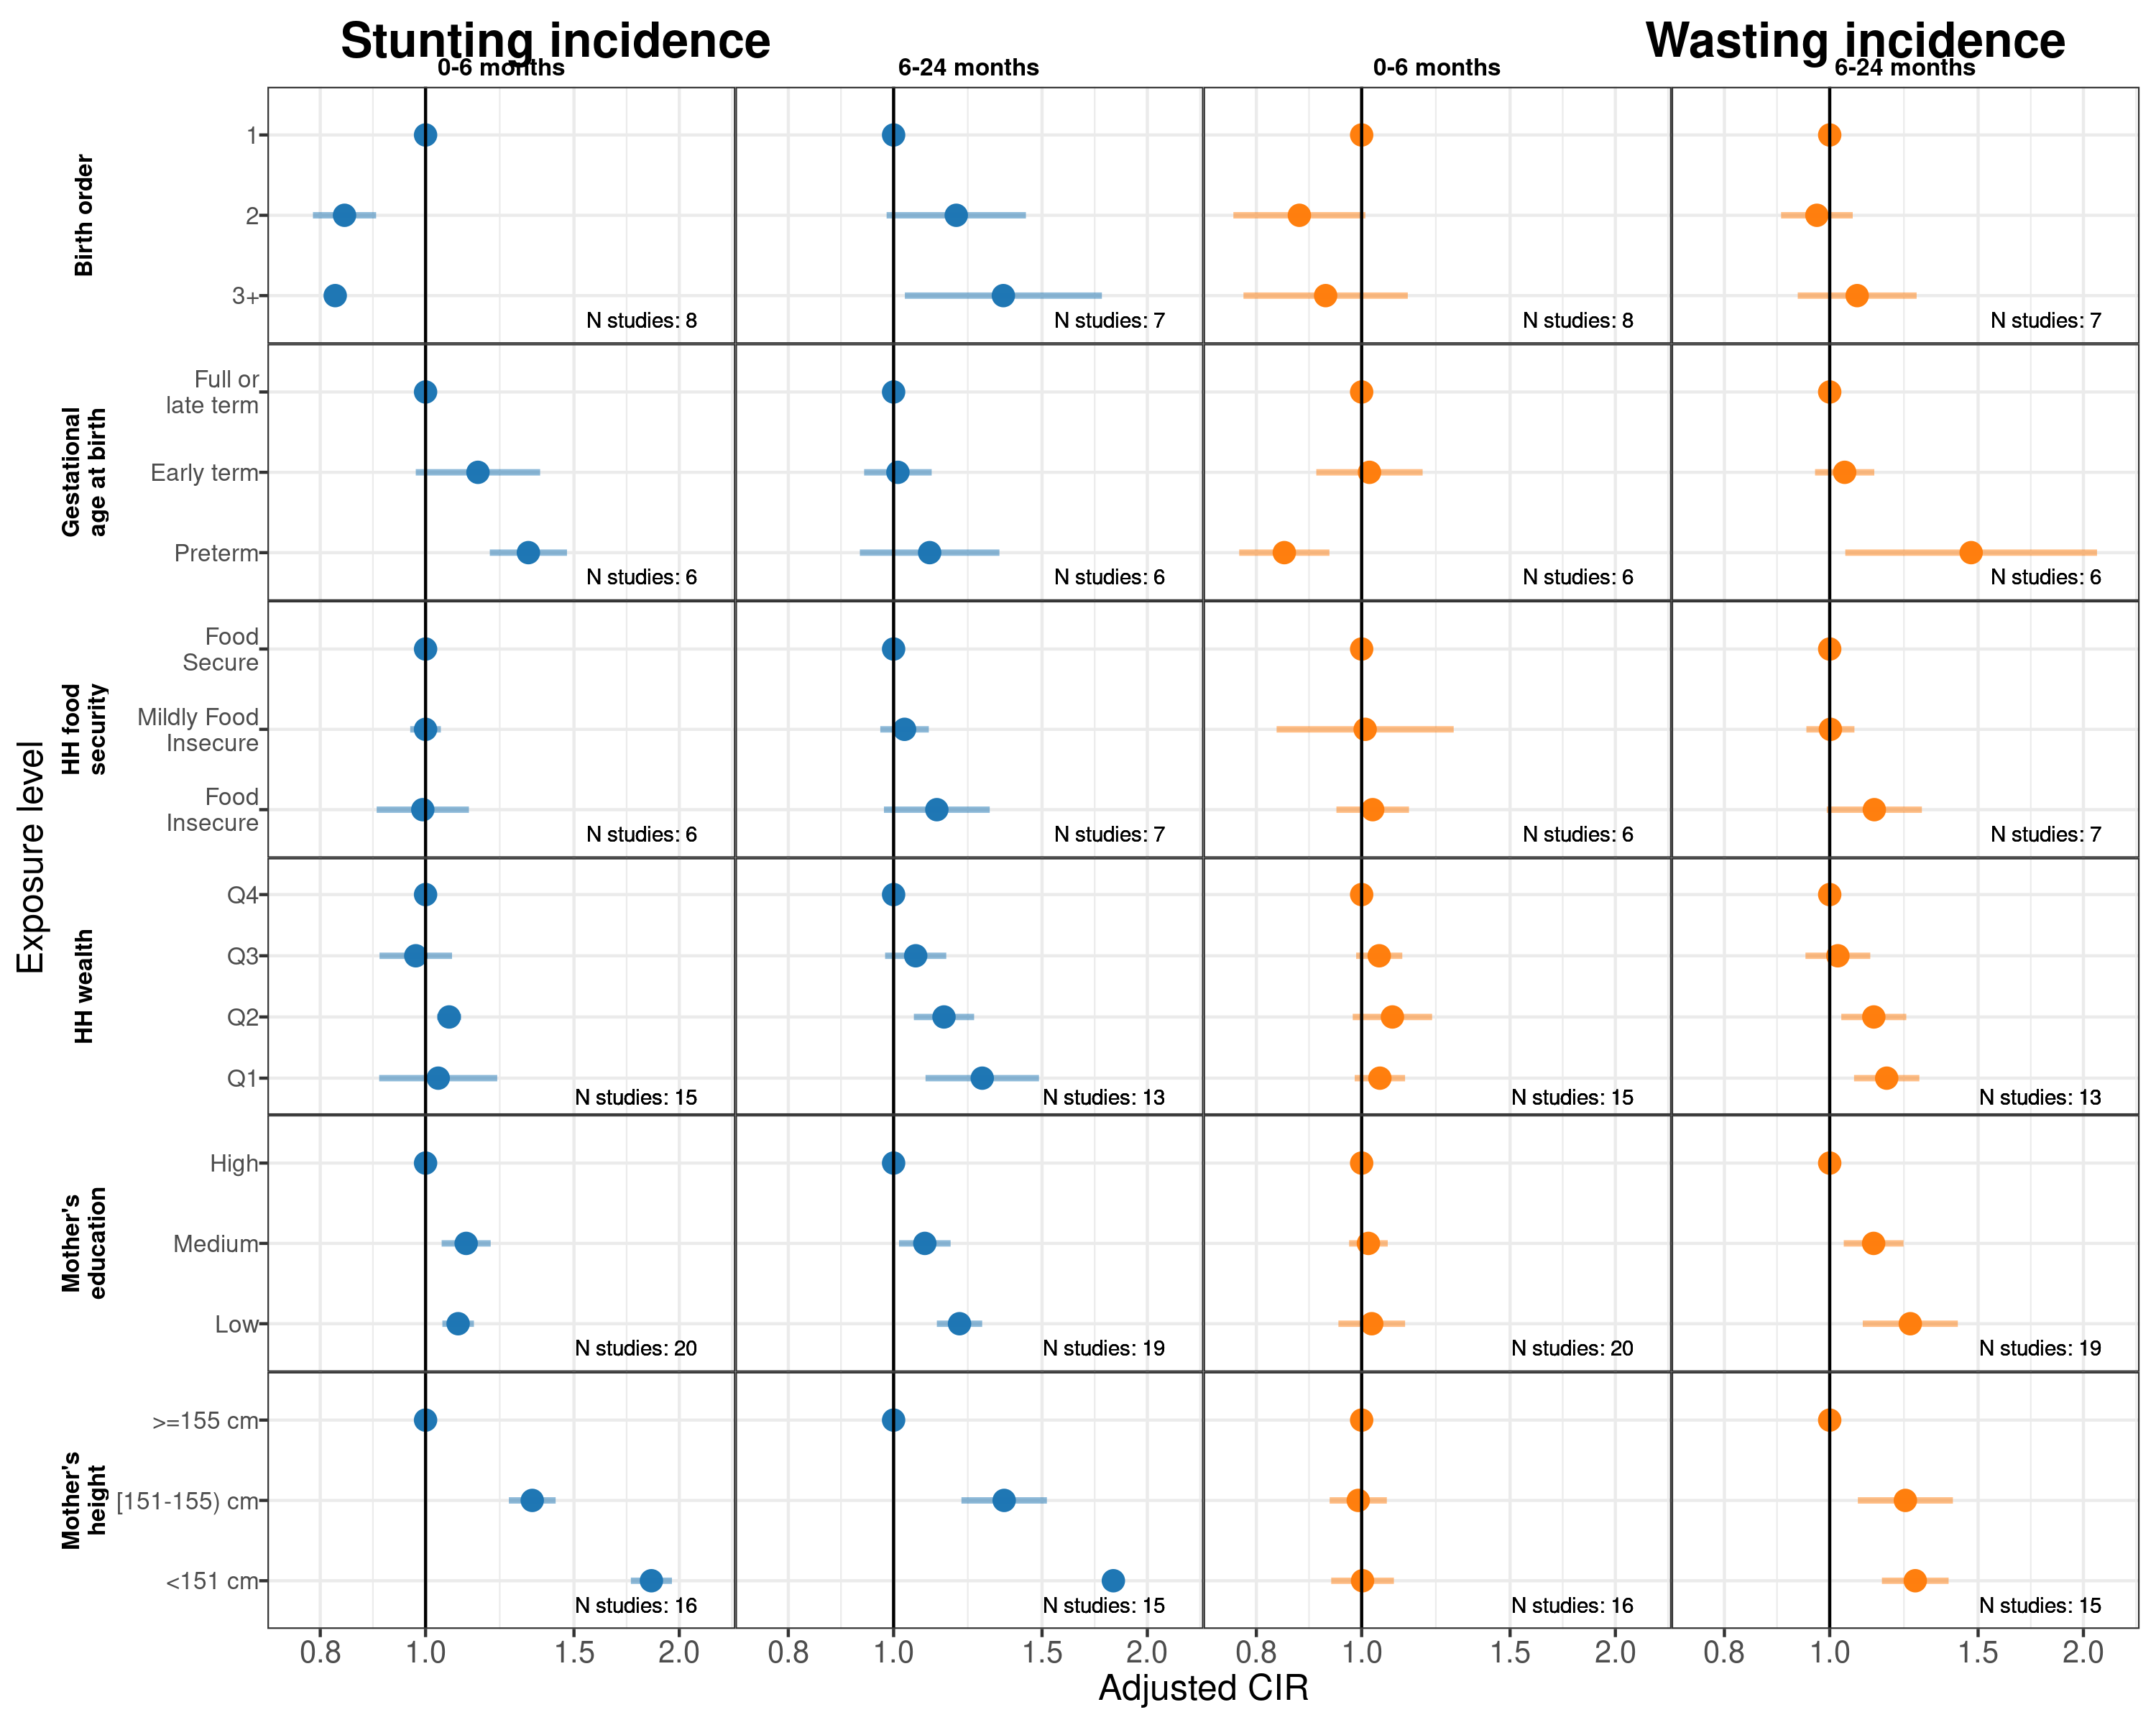 Stunting incidence
Wasting incidence
0-6 months
6-24 months
0-6 months
6-24 months
Exposure level
Birth order
1
2
3+
N studies: 8
N studies: 7
N studies: 8
N studies: 7
Gestational
age at birth
Full or
late term
Early term
Preterm
N studies: 6
N studies: 6
N studies: 6
N studies: 6
HH food
security
Food
Secure
Mildly Food
Insecure
Food
Insecure
N studies: 6
N studies: 7
N studies: 6
N studies: 7
HH wealth
Q4
Q3
Q2
Q1
N studies: 15
N studies: 13
N studies: 15
N studies: 13
Mother's
education
High
Medium
Low
N studies: 20
N studies: 19
N studies: 20
N studies: 19
Mother's
height
>=155 cm
[151-155) cm
<151 cm
N studies: 16
N studies: 15
N studies: 16
N studies: 15
0.8 1.0 1.5 2.0
0.8 1.0 1.5 2.0
0.8 1.0 1.5 2.0
0.8 1.0 1.5 2.0
Adjusted CIR